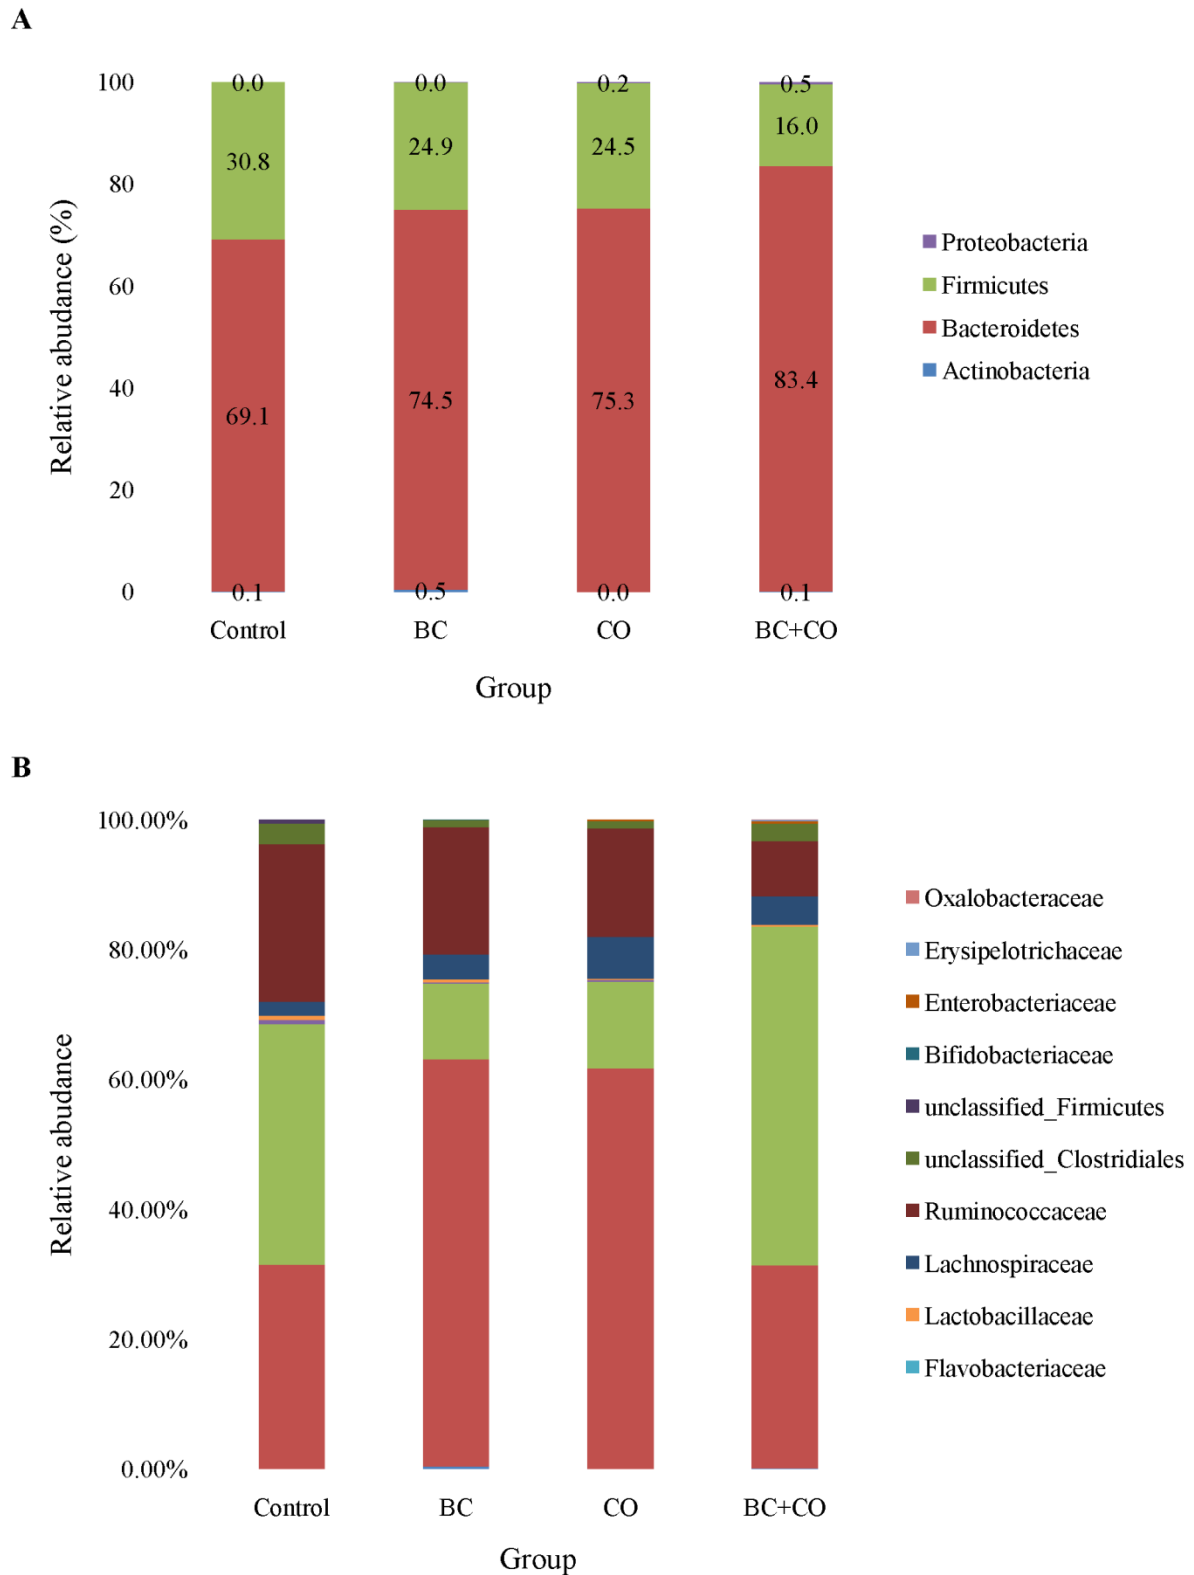 A
100
80
60
40
20
0
Relative abudance (%)
0.0 0.0 0.2 0.5
30.8 24.9 24.5 16.0
69.1 74.5 75.3 83.4
0.1 0.5 0.0 0.1
Control BC CO BC+CO
Group
Proteobacteria
Firmicutes
Bacteroidetes
Actinobacteria
B
100.00%
80.00%
60.00%
40.00%
20.00%
0.00%
Relative abudance
Control BC CO BC+CO
Group
Oxalobacteraceae
Erysipelotrichaceae
Enterobacteriaceae
Bifidobacteriaceae
unclassified_Firmicutes
unclassified_Clostridiales
Ruminococcaceae
Lachnospiraceae
Lactobacillaceae
Flavobacteriaceae